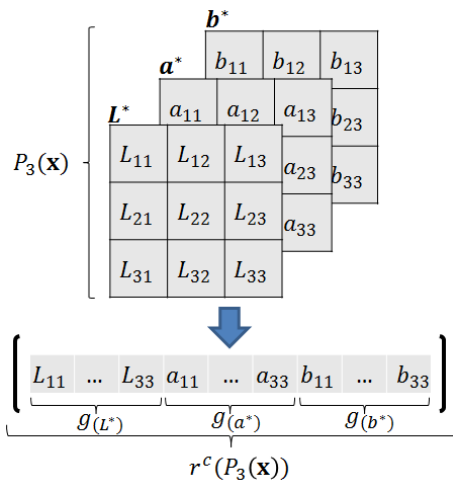 b*
b₁₁ b₁₂ b₁₃
a*
a₁₁ a₁₂ a₁₃ b₂₃
L*
L₁₁ L₁₂ L₁₃ a₂₃ b₃₃
P₃(𝐱)
L₂₁ L₂₂ L₂₃ a₃₃
L₃₁ L₃₂ L₃₃
[ L₁₁ ... L₃₃ a₁₁ ... a₃₃ b₁₁ ... b₃₃ ]
g₍L*₎ g₍a*₎ g₍b*₎
rᶜ(P₃(𝐱))